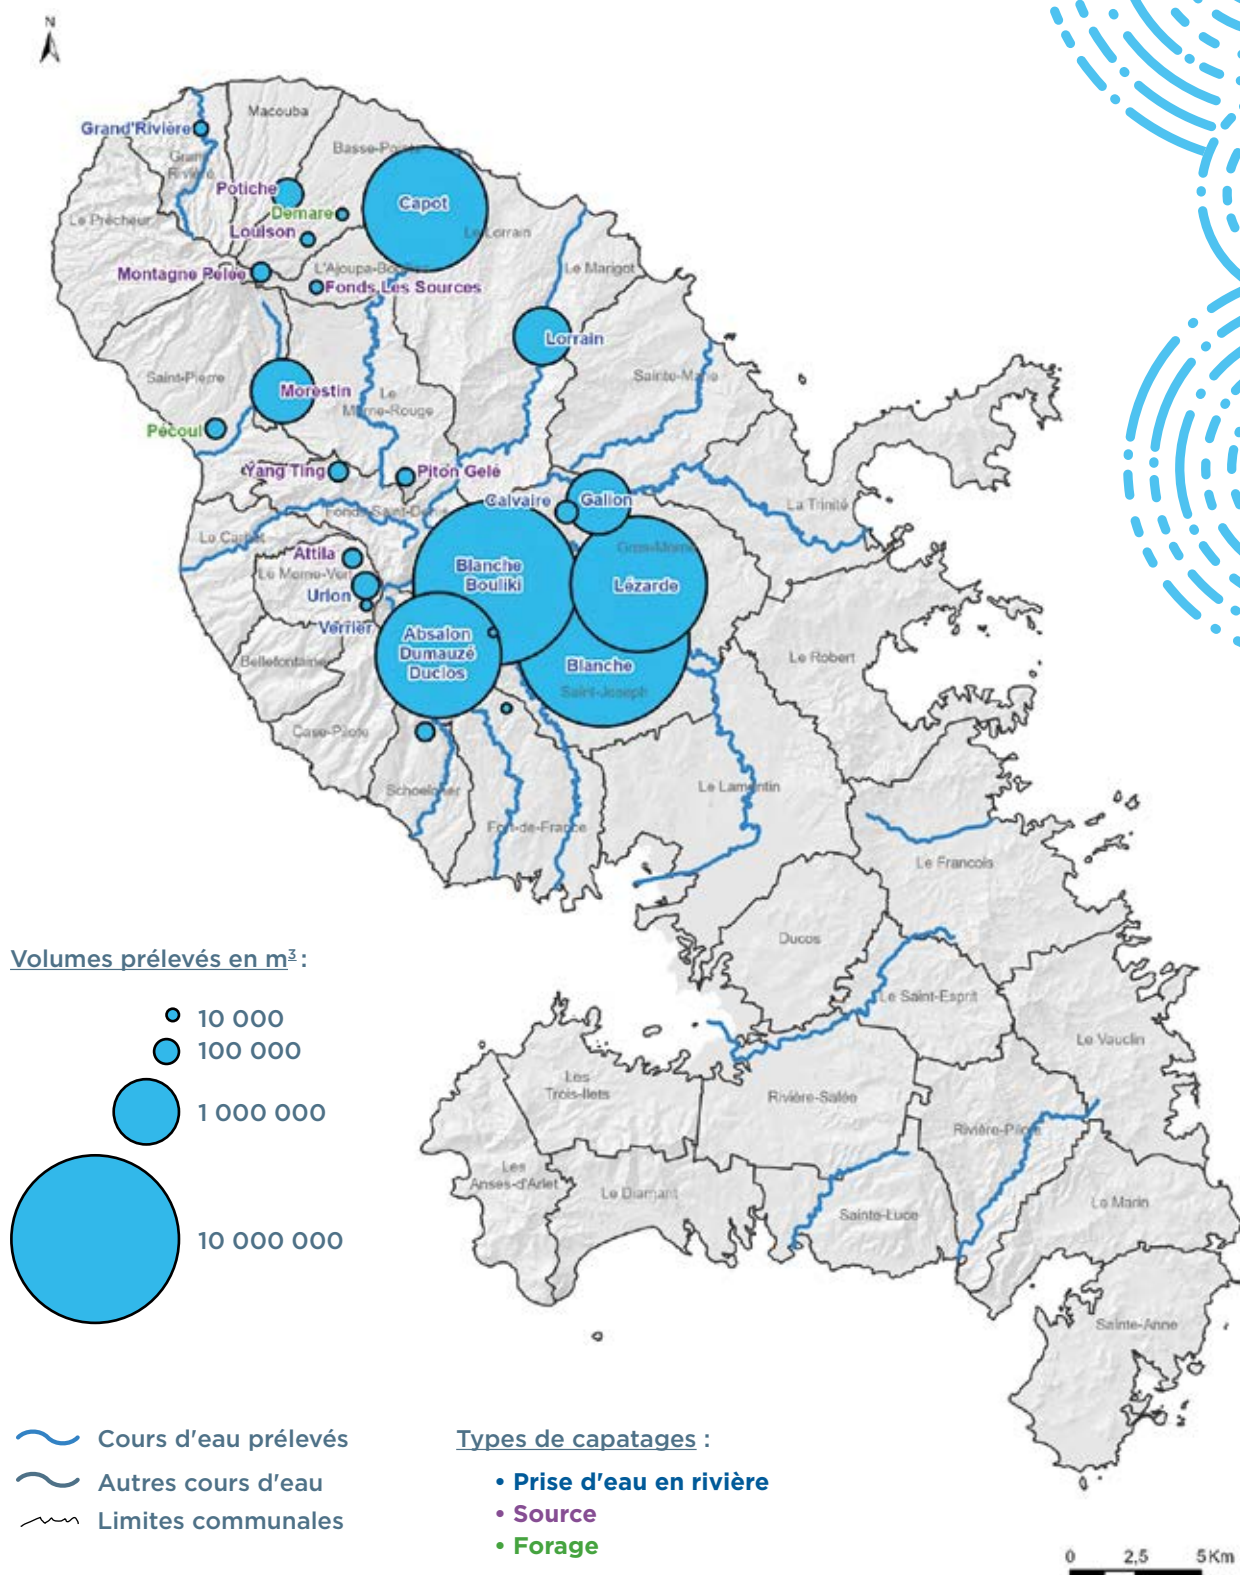 N
Macouba
Grand'Rivière
Basse-Pointe
Grand
Rivière
Potiche
Capot
Le Prêcheur
Demare
Loulson
Le Lorrain
L'Ajoupa-Bouillon
Le Marigot
Montagne Pelée
Fonds Les Sources
Lorrain
Saint-Pierre
Sainte-Marie
Morestin
Le
Morne-Rouge
Pécoul
Yang Ting
Piton Gelé
Calvaire
Galion
La Trinité
Fonds-Saint-Denis
Le Carbet
Gros-Morne
Attila
Le Morne-Vert
Blanche
Bouliki
Lézarde
Urion
Verrier
Absalon
Dumauzé
Duclos
Blanche
Le Robert
Bellefontaine
Saint-Joseph
Case-Pilote
Schoelcher
Le Lamentin
Fort-de-France
Le Francois
Ducos
Volumes prélevés en m³ :
10 000
100 000
1 000 000
10 000 000
Le Saint-Esprit
Le Vauclin
Les
Trois-Ilets
Rivière-Salée
Rivière-Pilote
Les
Anses-d'Arlet
Le Diamant
Sainte-Luce
Le Marin
Sainte-Anne
Cours d'eau prélevés
Autres cours d'eau
Limites communales
Types de capatages :
• Prise d'eau en rivière
• Source
• Forage
0 2,5 5 Km